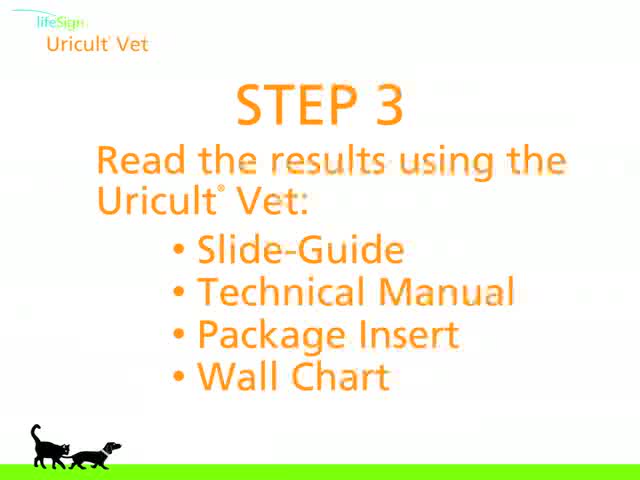 lifeSign
Uricult® Vet
STEP 3
Read the results using the
Uricult® Vet:
• Slide-Guide
• Technical Manual
• Package Insert
• Wall Chart